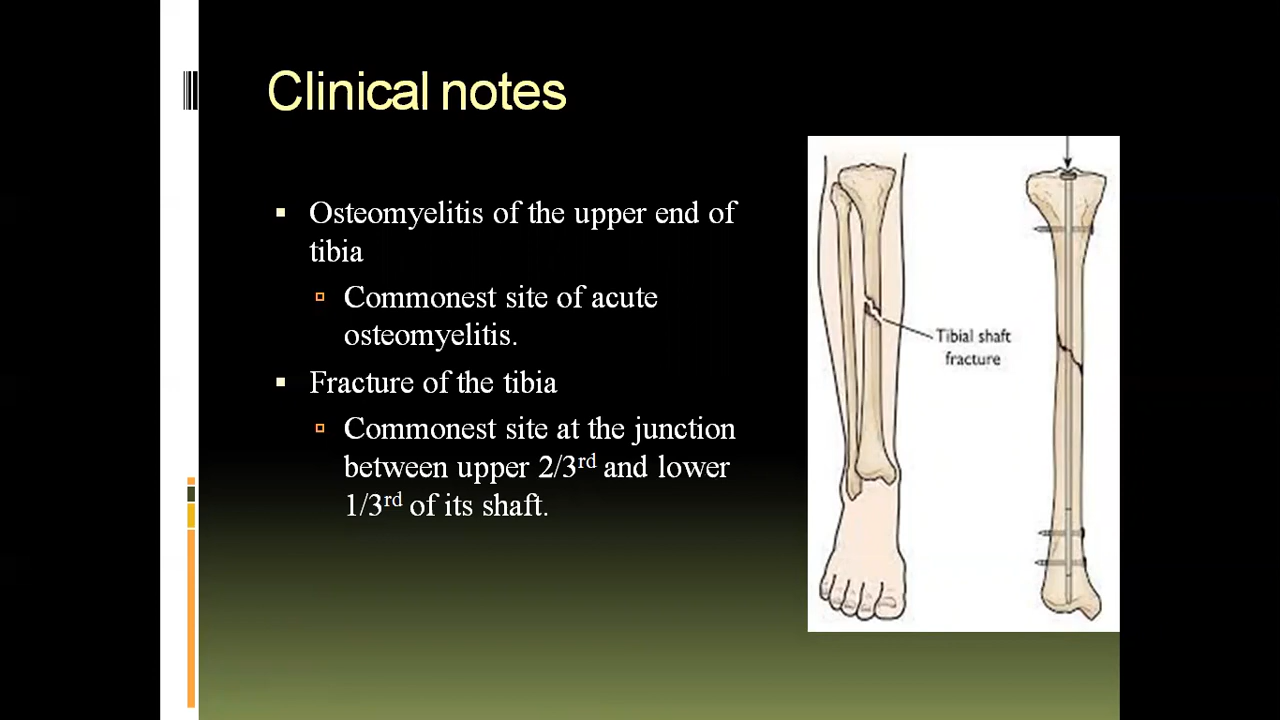 Clinical notes
Osteomyelitis of the upper end of
tibia
Commonest site of acute
osteomyelitis.
Fracture of the tibia
Commonest site at the junction
between upper 2/3rd and lower
1/3rd of its shaft.
Tibial shaft
fracture